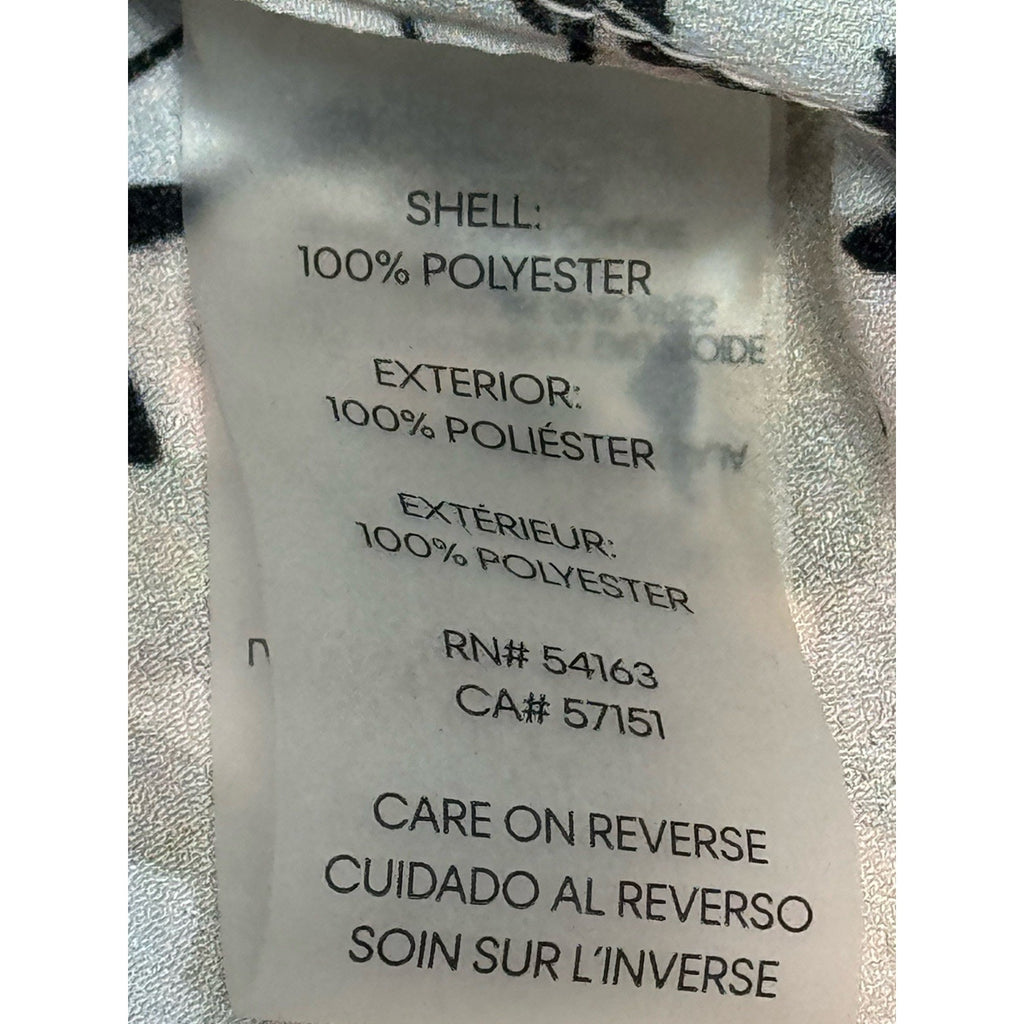 SHELL:
100% POLYESTER
EXTERIOR:
100% POLIÉSTER
EXTÉRIEUR:
100% POLYESTER
RN# 54163
CA# 57151
CARE ON REVERSE
CUIDADO AL REVERSO
SOIN SUR L'INVERSE